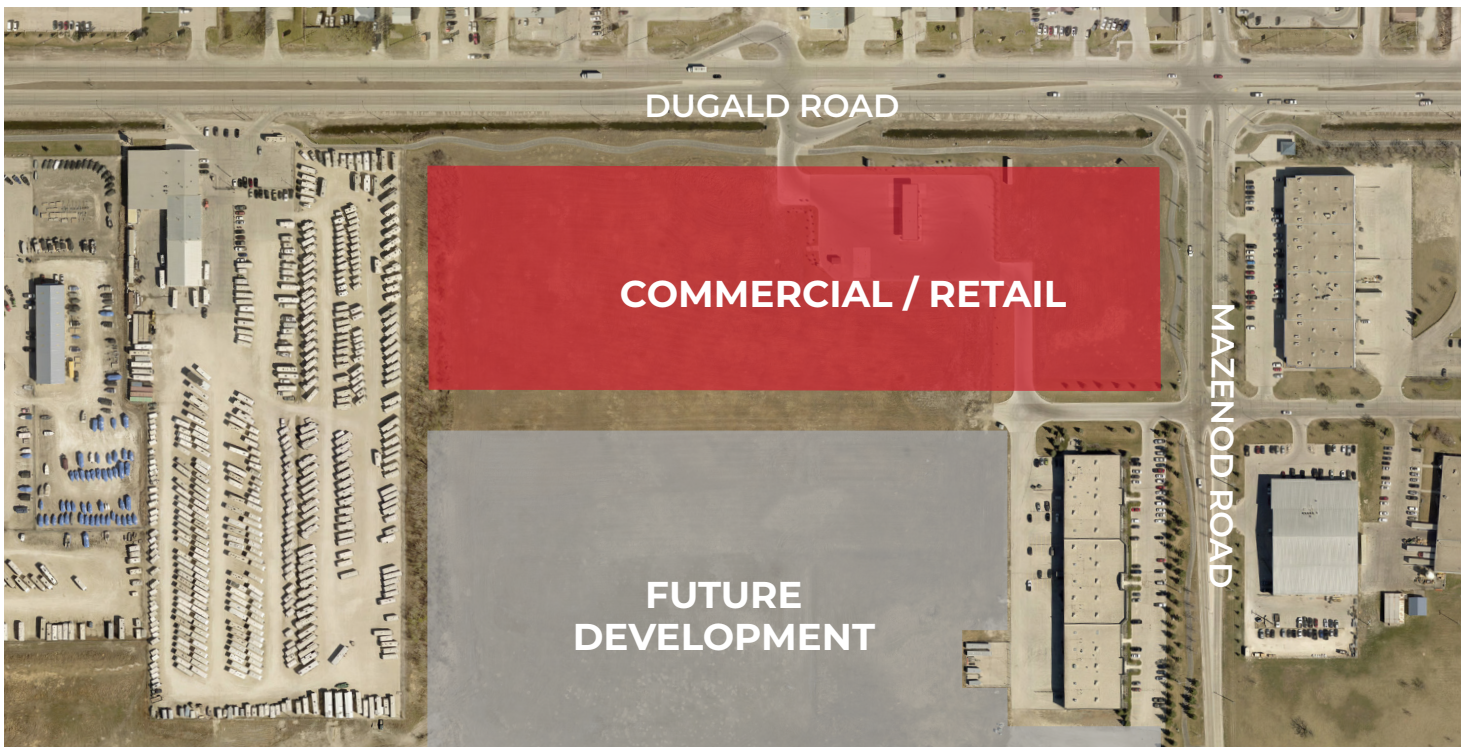 DUGALD ROAD
COMMERCIAL / RETAIL
MAZENOD ROAD
FUTURE
DEVELOPMENT